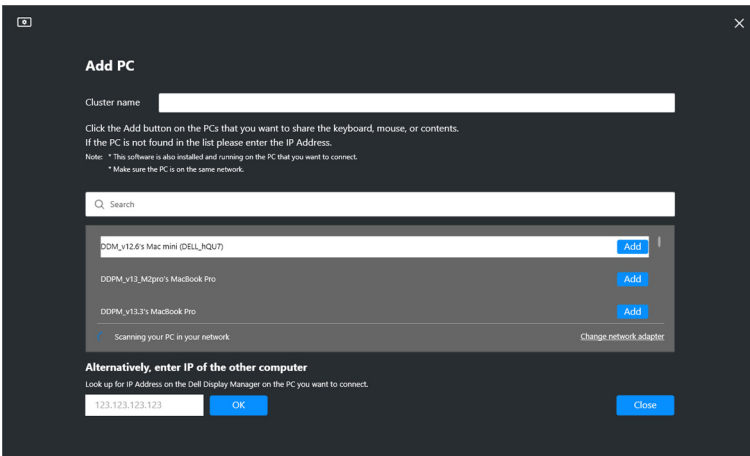 Add PC
Cluster name
Click the Add button on the PCs that you want to share the keyboard, mouse, or contents.
If the PC is not found in the list please enter the IP Address.
Note: * This software is also installed and running on the PC that you want to connect.
* Make sure the PC is on the same network.
Search
DDM_v12.6's Mac mini (DELL_hQU7) Add
DDPM_v13_M2pro's MacBook Pro Add
DDPM_v13.3's MacBook Pro Add
Scanning your PC in your network Change network adapter
Alternatively, enter IP of the other computer
Look up for IP Address on the Dell Display Manager on the PC you want to connect.
123.123.123.123 OK Close